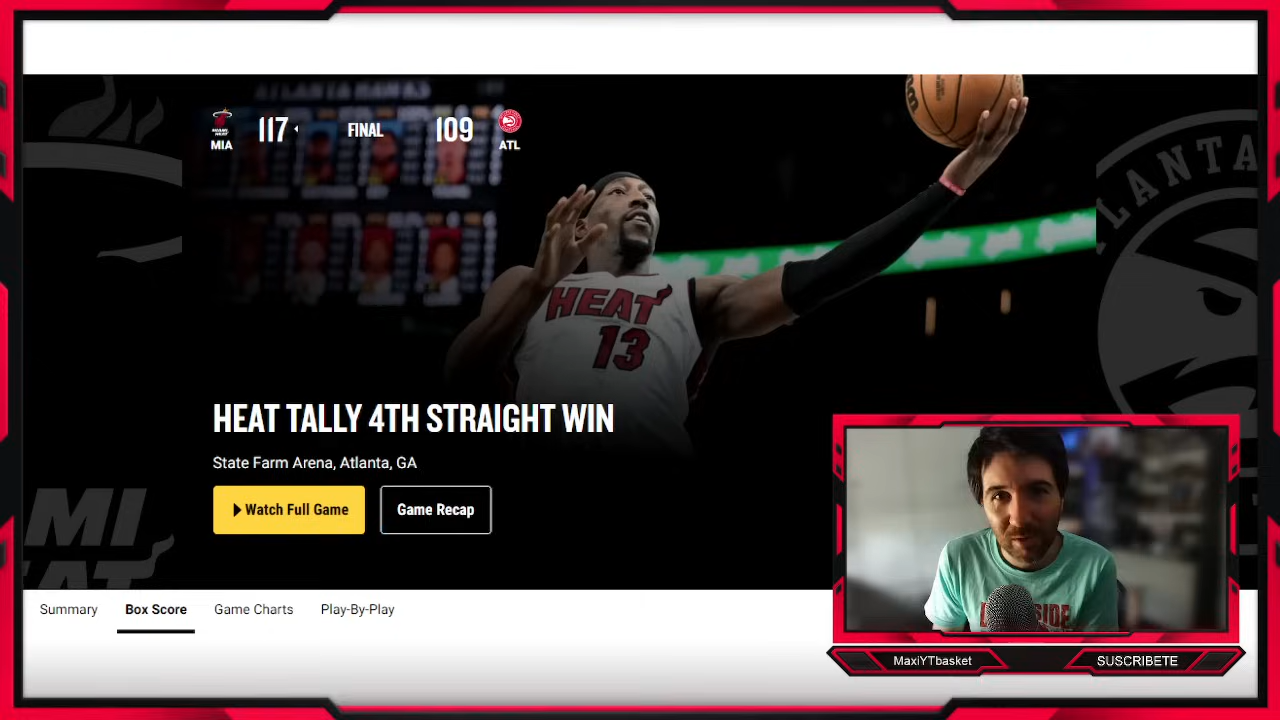 117
FINAL
109
MIA
ATL
HEAT
13
HEAT TALLY 4TH STRAIGHT WIN
State Farm Arena, Atlanta, GA
Watch Full Game
Game Recap
Summary
Box Score
Game Charts
Play-By-Play
MaxiYTbasket
SUSCRIBETE